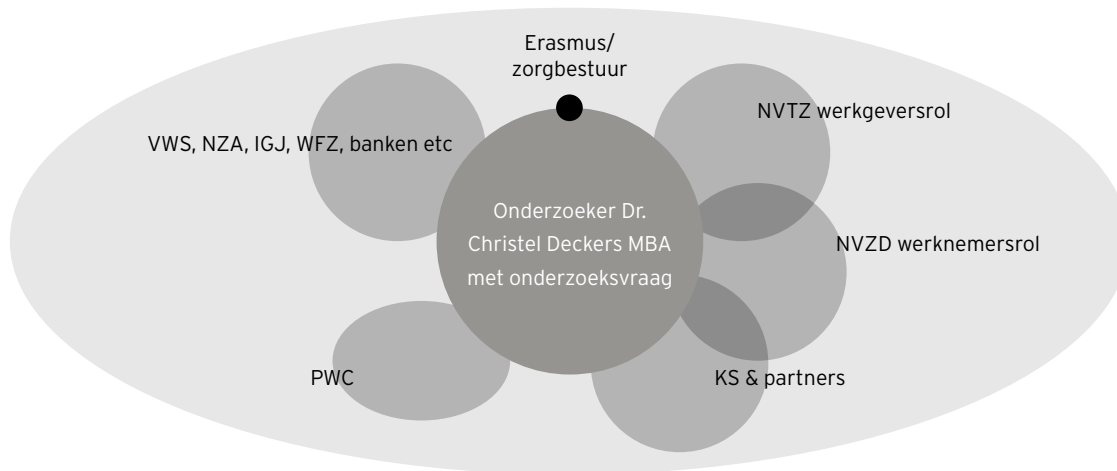 Erasmus/
zorgbestuur
VWS, NZA, IGJ, WFZ, banken etc
NVTZ werkgeversrol
Onderzoeker Dr.
Christel Deckers MBA
met onderzoeksvraag
NVZD werknemersrol
PWC
KS & partners